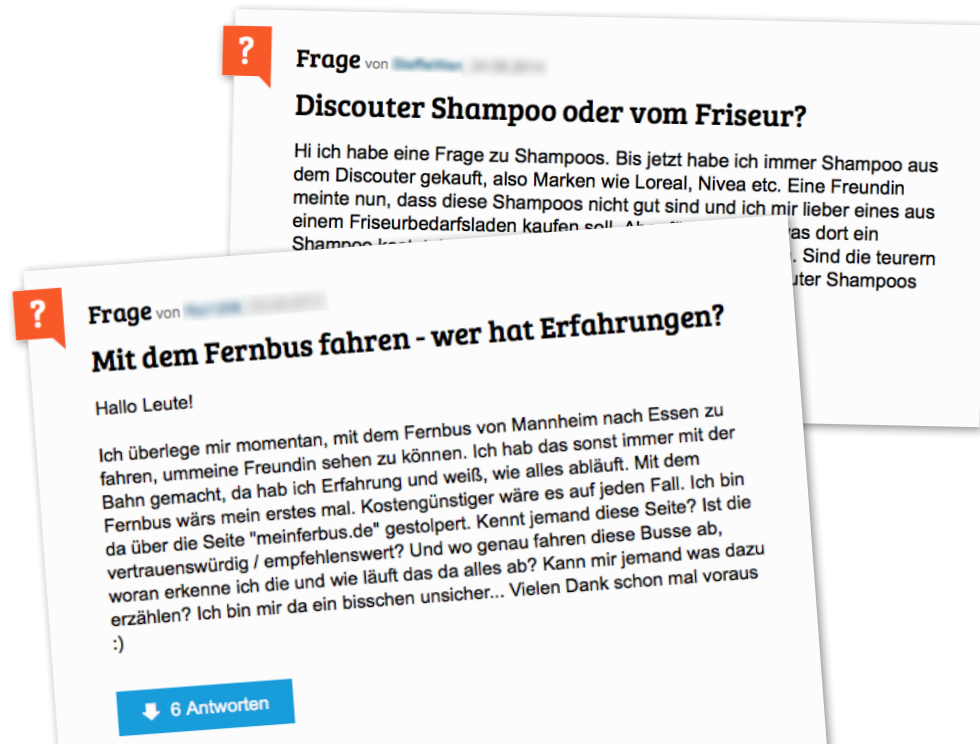 ?
Frage von
Discouter Shampoo oder vom Friseur?
Hi ich habe eine Frage zu Shampoos. Bis jetzt habe ich immer Shampoo aus
dem Discouter gekauft, also Marken wie Loreal, Nivea etc. Eine Freundin
meinte nun, dass diese Shampoos nicht gut sind und ich mir lieber eines aus
einem Friseurbedarfsladen kaufen soll. was dort ein
Shampoo
. Sind die teurern
Shampoos
?
Frage von
Mit dem Fernbus fahren - wer hat Erfahrungen?
Hallo Leute!
Ich überlege mir momentan, mit dem Fernbus von Mannheim nach Essen zu
fahren, ummeine Freundin sehen zu können. Ich hab das sonst immer mit der
Bahn gemacht, da hab ich Erfahrung und weiß, wie alles abläuft. Mit dem
Fernbus wärs mein erstes mal. Kostengünstiger wäre es auf jeden Fall. Ich bin
da über die Seite "meinferbus.de" gestolpert. Kennt jemand diese Seite? Ist die
vertrauenswürdig / empfehlenswert? Und wo genau fahren diese Busse ab,
woran erkenne ich die und wie läuft das da alles ab? Kann mir jemand was dazu
erzählen? Ich bin mir da ein bisschen unsicher... Vielen Dank schon mal voraus
:)
6 Antworten